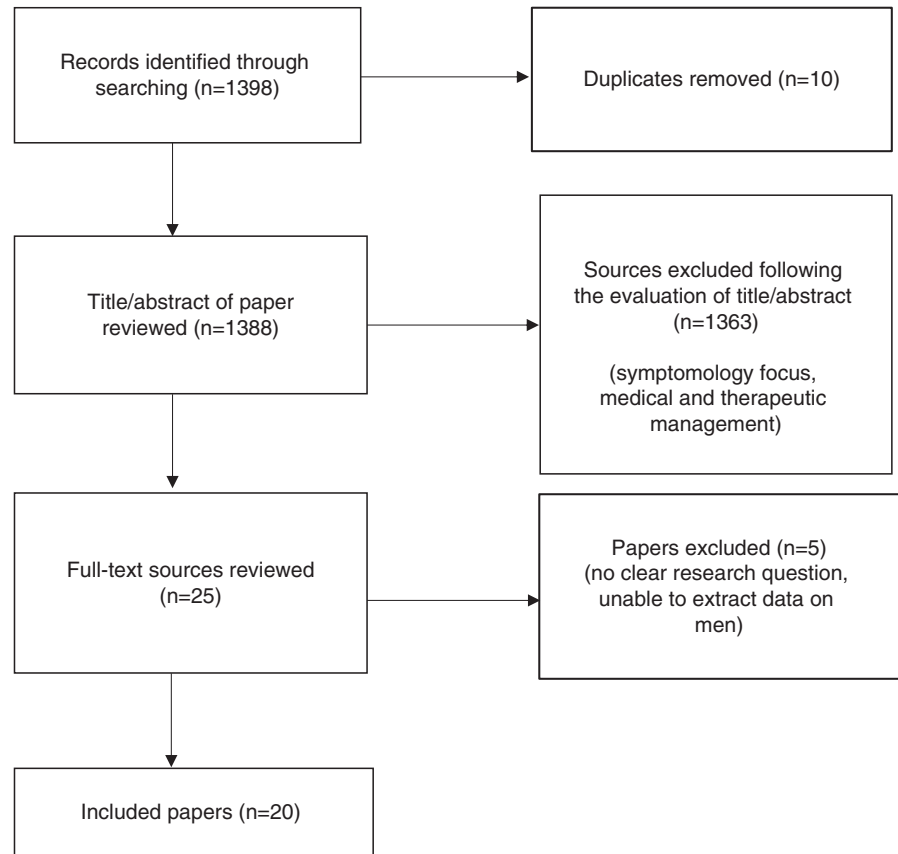 Records identified through
searching (n=1398)
Duplicates removed (n=10)
Title/abstract of paper
reviewed (n=1388)
Sources excluded following
the evaluation of title/abstract
(n=1363)
(symptomology focus,
medical and therapeutic
management)
Full-text sources reviewed
(n=25)
Papers excluded (n=5)
(no clear research question,
unable to extract data on
men)
Included papers (n=20)